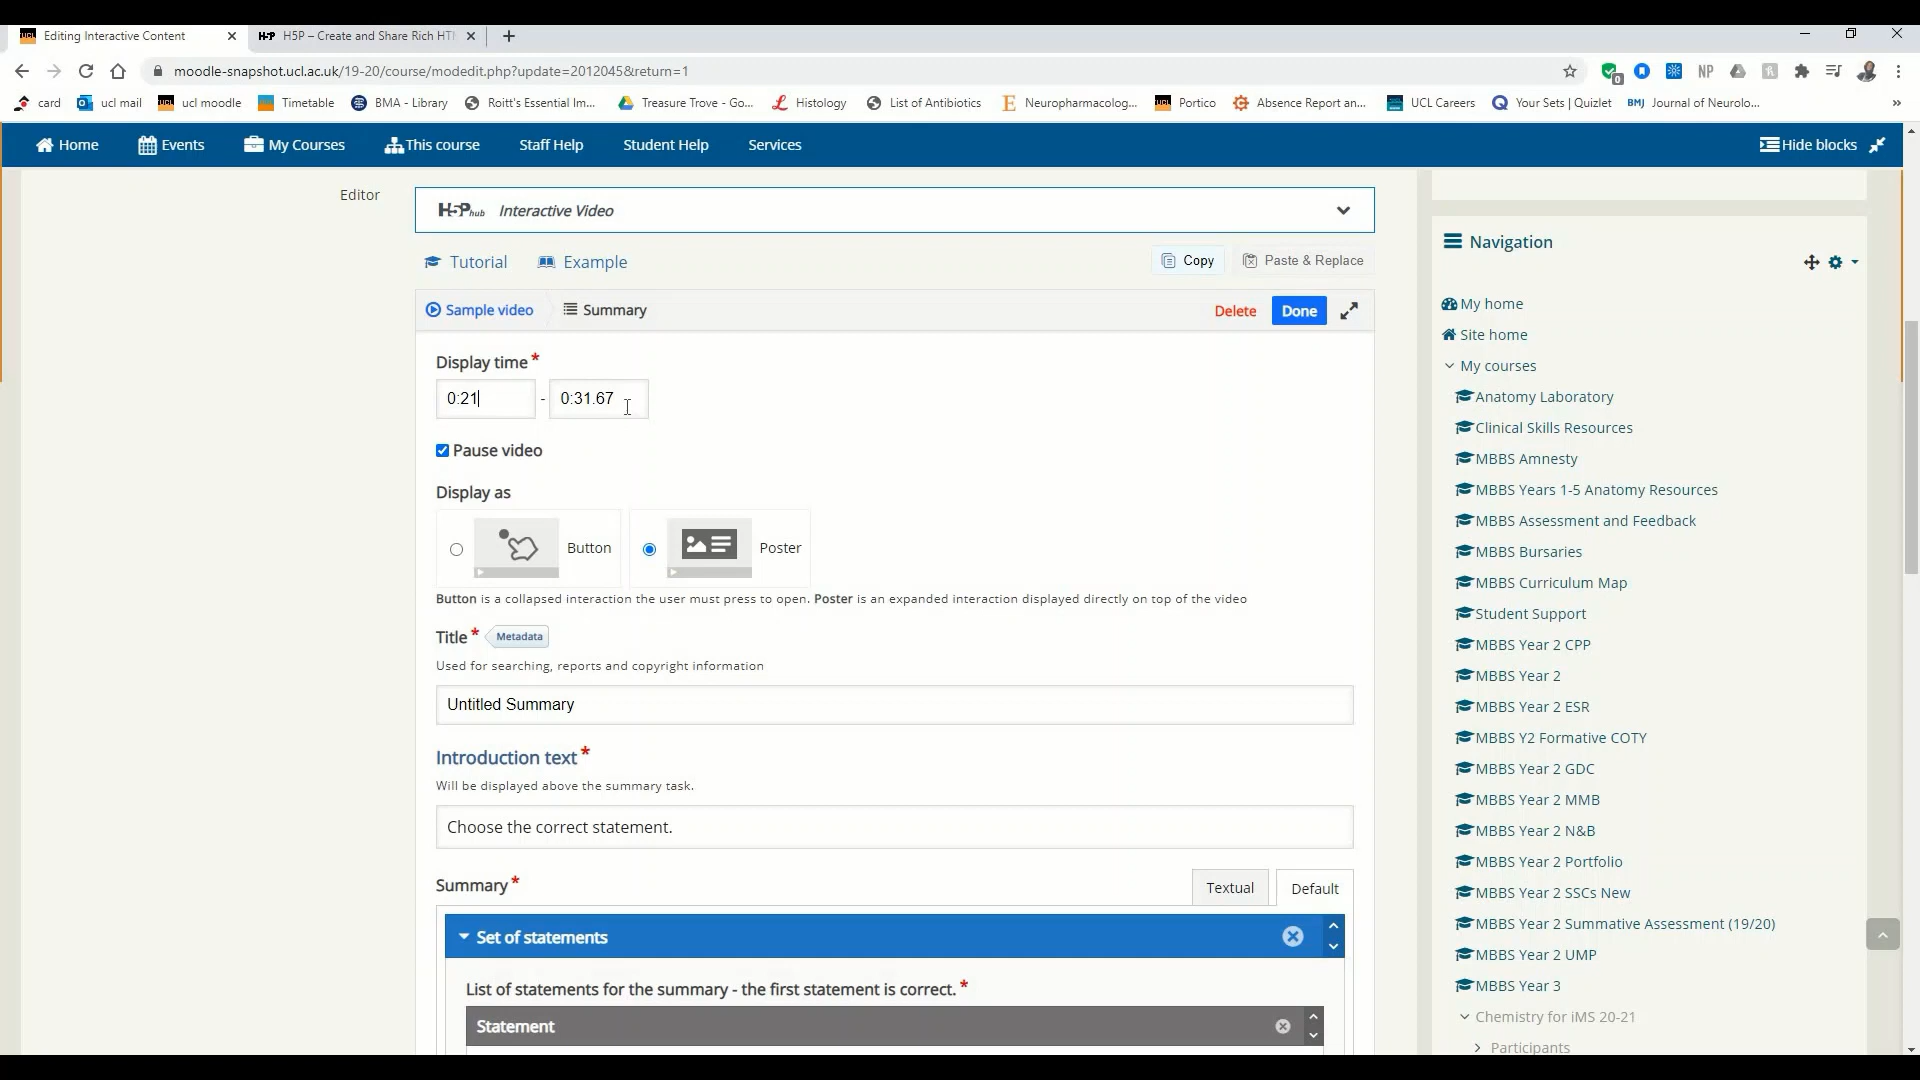 Editing Interactive Content
H5P – Create and Share Rich HT
moodle-snapshot.ucl.ac.uk/19-20/course/modedit.php?update=2012045&return=1
card
ucl mail
ucl moodle
Timetable
BMA - Library
Roitt's Essential Im...
Treasure Trove - Go...
Histology
List of Antibiotics
Neuropharmacolog...
Portico
Absence Report an...
UCL Careers
Your Sets | Quizlet
BMJ Journal of Neurolo...
Home
Events
My Courses
This course
Staff Help
Student Help
Services
Hide blocks
Editor
H5P hub Interactive Video
Tutorial
Example
Copy
Paste & Replace
Sample video
Summary
Delete
Done
Display time *
0:21 - 0:31.67
Pause video
Display as
Button
Poster
Button is a collapsed interaction the user must press to open. Poster is an expanded interaction displayed directly on top of the video
Title * Metadata
Used for searching, reports and copyright information
Untitled Summary
Introduction text *
Will be displayed above the summary task.
Choose the correct statement.
Summary *
Textual
Default
Set of statements
List of statements for the summary - the first statement is correct. *
Statement
Navigation
My home
Site home
My courses
Anatomy Laboratory
Clinical Skills Resources
MBBS Amnesty
MBBS Years 1-5 Anatomy Resources
MBBS Assessment and Feedback
MBBS Bursaries
MBBS Curriculum Map
Student Support
MBBS Year 2 CPP
MBBS Year 2
MBBS Year 2 ESR
MBBS Y2 Formative COTY
MBBS Year 2 GDC
MBBS Year 2 MMB
MBBS Year 2 N&B
MBBS Year 2 Portfolio
MBBS Year 2 SSCs New
MBBS Year 2 Summative Assessment (19/20)
MBBS Year 2 UMP
MBBS Year 3
Chemistry for iMS 20-21
Participants